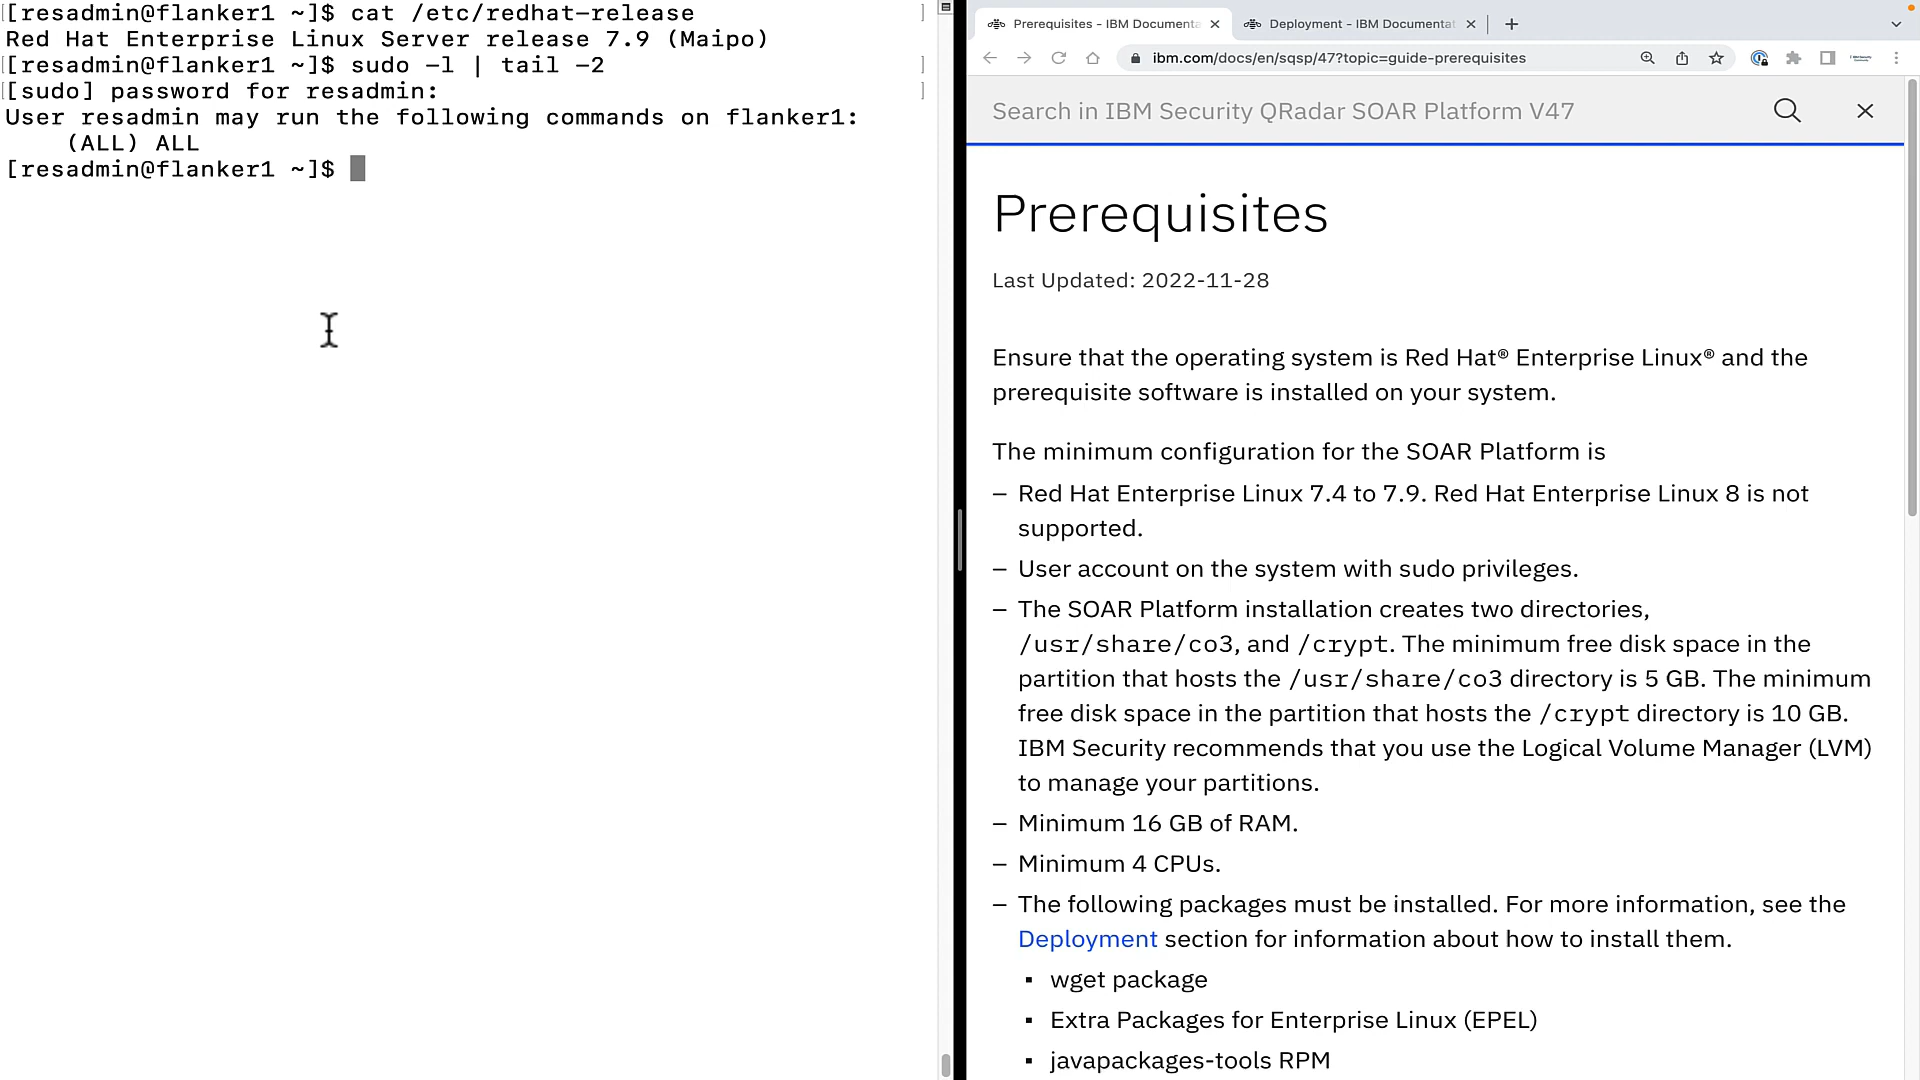 [resadmin@flanker1 ~]$ cat /etc/redhat-release
Red Hat Enterprise Linux Server release 7.9 (Maipo)
[resadmin@flanker1 ~]$ sudo -l | tail -2
[sudo] password for resadmin:
User resadmin may run the following commands on flanker1:
(ALL) ALL
[resadmin@flanker1 ~]$
Prerequisites - IBM Documenta
Deployment - IBM Documentat
ibm.com/docs/en/sqsp/47?topic=guide-prerequisites
Search in IBM Security QRadar SOAR Platform V47
Prerequisites
Last Updated: 2022-11-28
Ensure that the operating system is Red Hat® Enterprise Linux® and the
prerequisite software is installed on your system.
The minimum configuration for the SOAR Platform is
– Red Hat Enterprise Linux 7.4 to 7.9. Red Hat Enterprise Linux 8 is not
supported.
– User account on the system with sudo privileges.
– The SOAR Platform installation creates two directories,
/usr/share/co3, and /crypt. The minimum free disk space in the
partition that hosts the /usr/share/co3 directory is 5 GB. The minimum
free disk space in the partition that hosts the /crypt directory is 10 GB.
IBM Security recommends that you use the Logical Volume Manager (LVM)
to manage your partitions.
– Minimum 16 GB of RAM.
– Minimum 4 CPUs.
– The following packages must be installed. For more information, see the
Deployment section for information about how to install them.
▪ wget package
▪ Extra Packages for Enterprise Linux (EPEL)
▪ javapackages-tools RPM